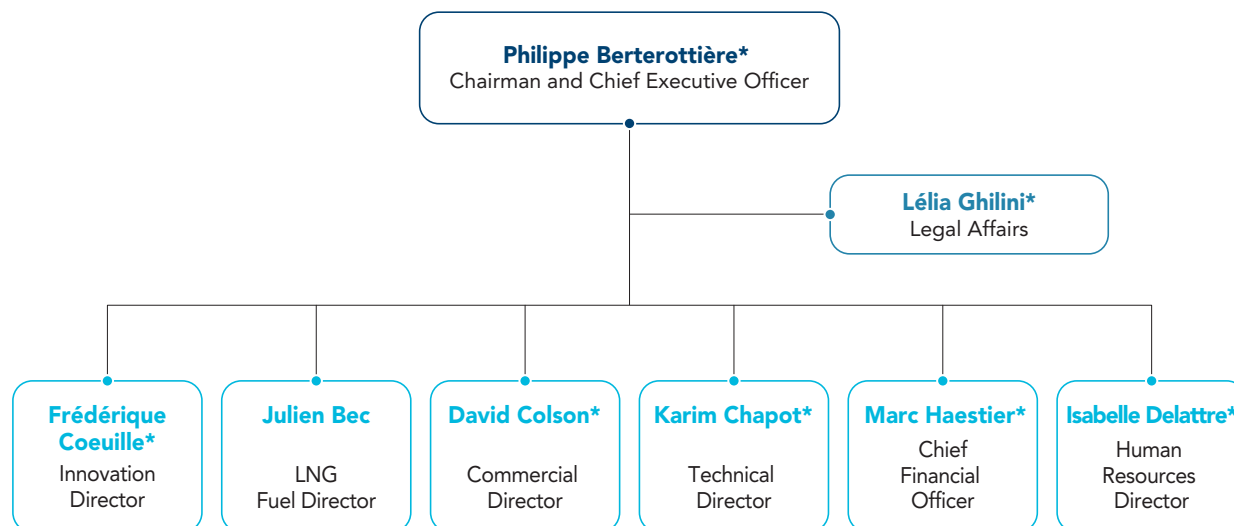 Philippe Berterottière*
Chairman and Chief Executive Officer
Lélia Ghilini*
Legal Affairs
Frédérique
Coeuille*
Innovation
Director
Julien Bec
LNG
Fuel Director
David Colson*
Commercial
Director
Karim Chapot*
Technical
Director
Marc Haestier*
Chief
Financial
Officer
Isabelle Delattre*
Human
Resources
Director